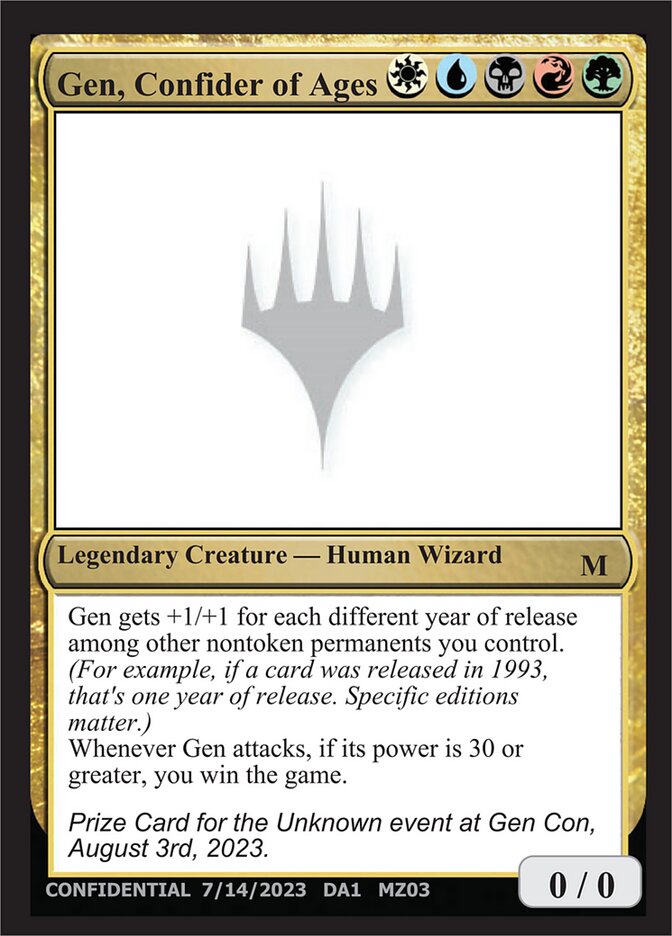 Gen, Confider of Ages
Legendary Creature — Human Wizard
M
Gen gets +1/+1 for each different year of release
among other nontoken permanents you control.
(For example, if a card was released in 1993,
that's one year of release. Specific editions
matter.)
Whenever Gen attacks, if its power is 30 or
greater, you win the game.
Prize Card for the Unknown event at Gen Con,
August 3rd, 2023.
CONFIDENTIAL 7/14/2023 DA1 MZ03
0 / 0